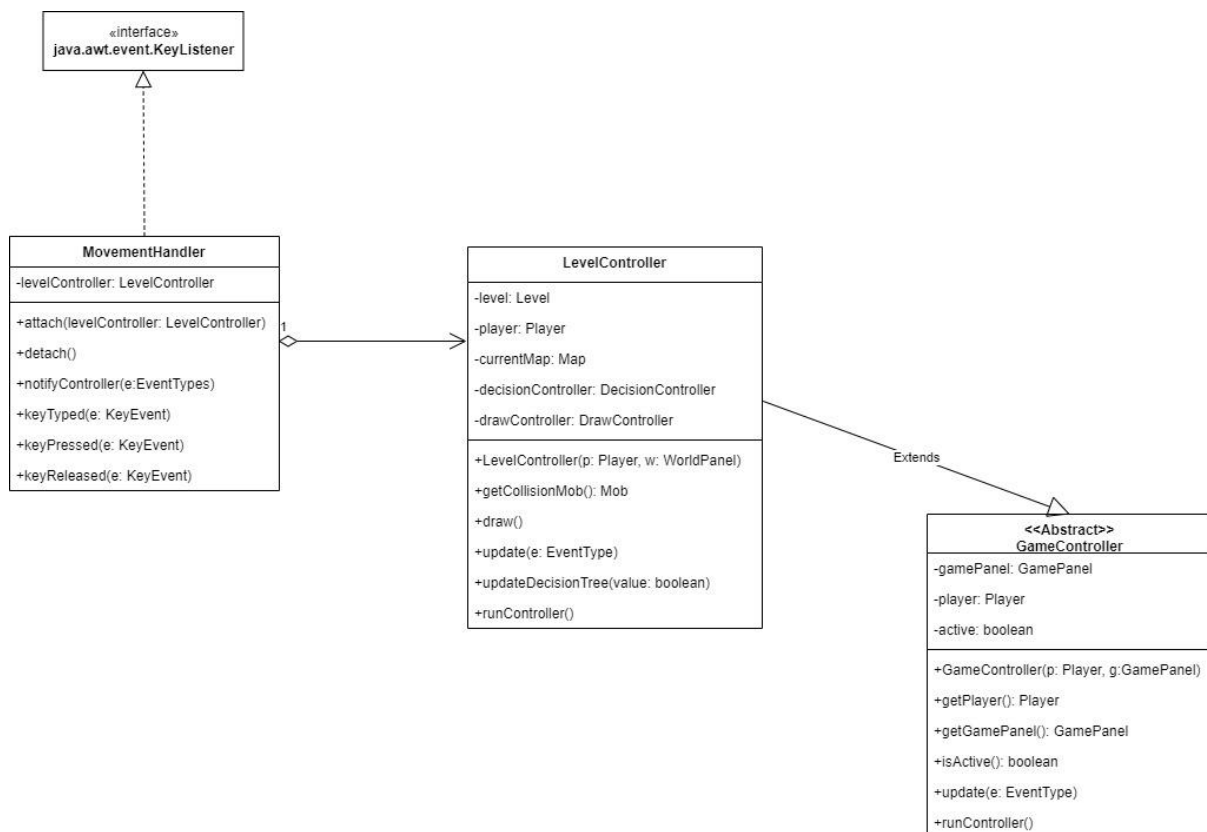 «interface»
java.awt.event.KeyListener
MovementHandler
-levelController: LevelController
+attach(levelController: LevelController)
+detach()
+notifyController(e:EventTypes)
+keyTyped(e: KeyEvent)
+keyPressed(e: KeyEvent)
+keyReleased(e: KeyEvent)
1
LevelController
-level: Level
-player: Player
-currentMap: Map
-decisionController: DecisionController
-drawController: DrawController
+LevelController(p: Player, w: WorldPanel)
+getCollisionMob(): Mob
+draw()
+update(e: EventType)
+updateDecisionTree(value: boolean)
+runController()
Extends
<<Abstract>>
GameController
-gamePanel: GamePanel
-player: Player
-active: boolean
+GameController(p: Player, g:GamePanel)
+getPlayer(): Player
+getGamePanel(): GamePanel
+isActive(): boolean
+update(e: EventType)
+runController()